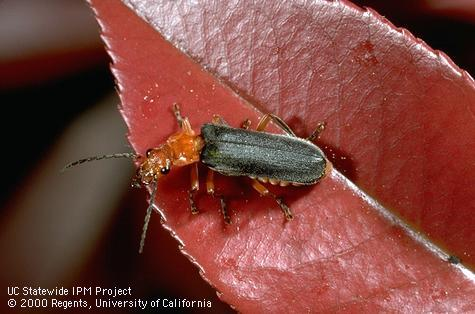 UC Statewide IPM Project
© 2000 Regents, University of California